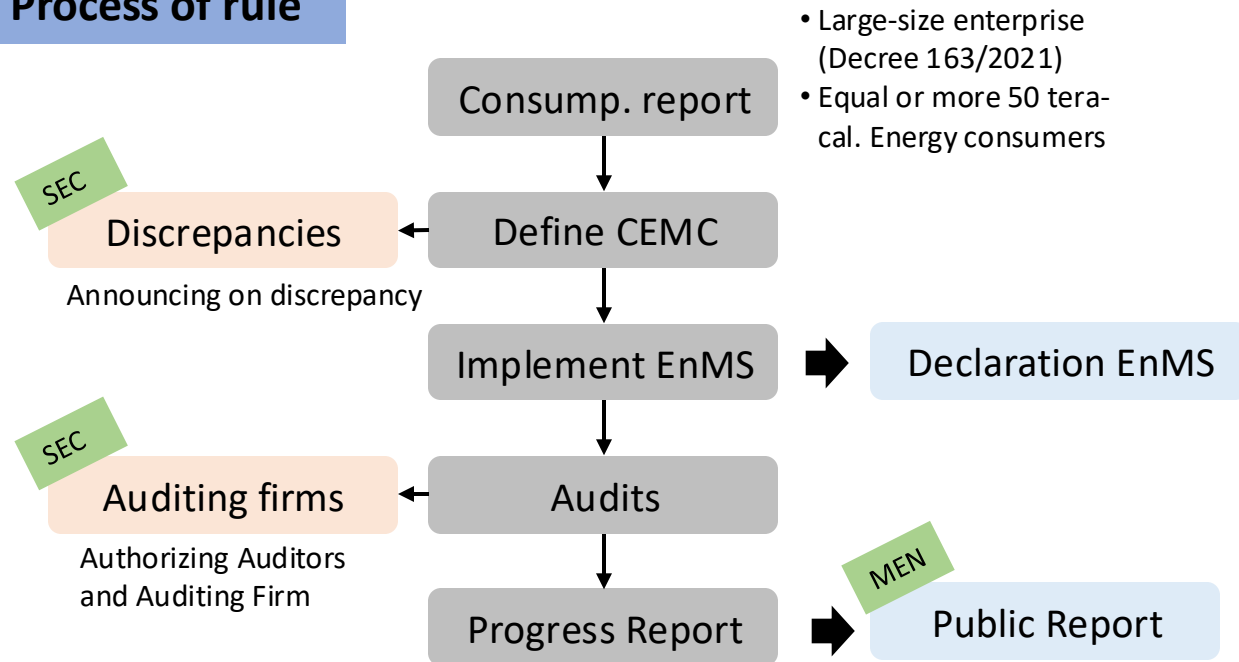 Process of rule
• Large-size enterprise
(Decree 163/2021)
• Equal or more 50 tera-
cal. Energy consumers
Consump. report
SEC
Discrepancies
Define CEMC
Announcing on discrepancy
Implement EnMS
Declaration EnMS
SEC
Auditing firms
Audits
Authorizing Auditors
and Auditing Firm
MEN
Progress Report
Public Report